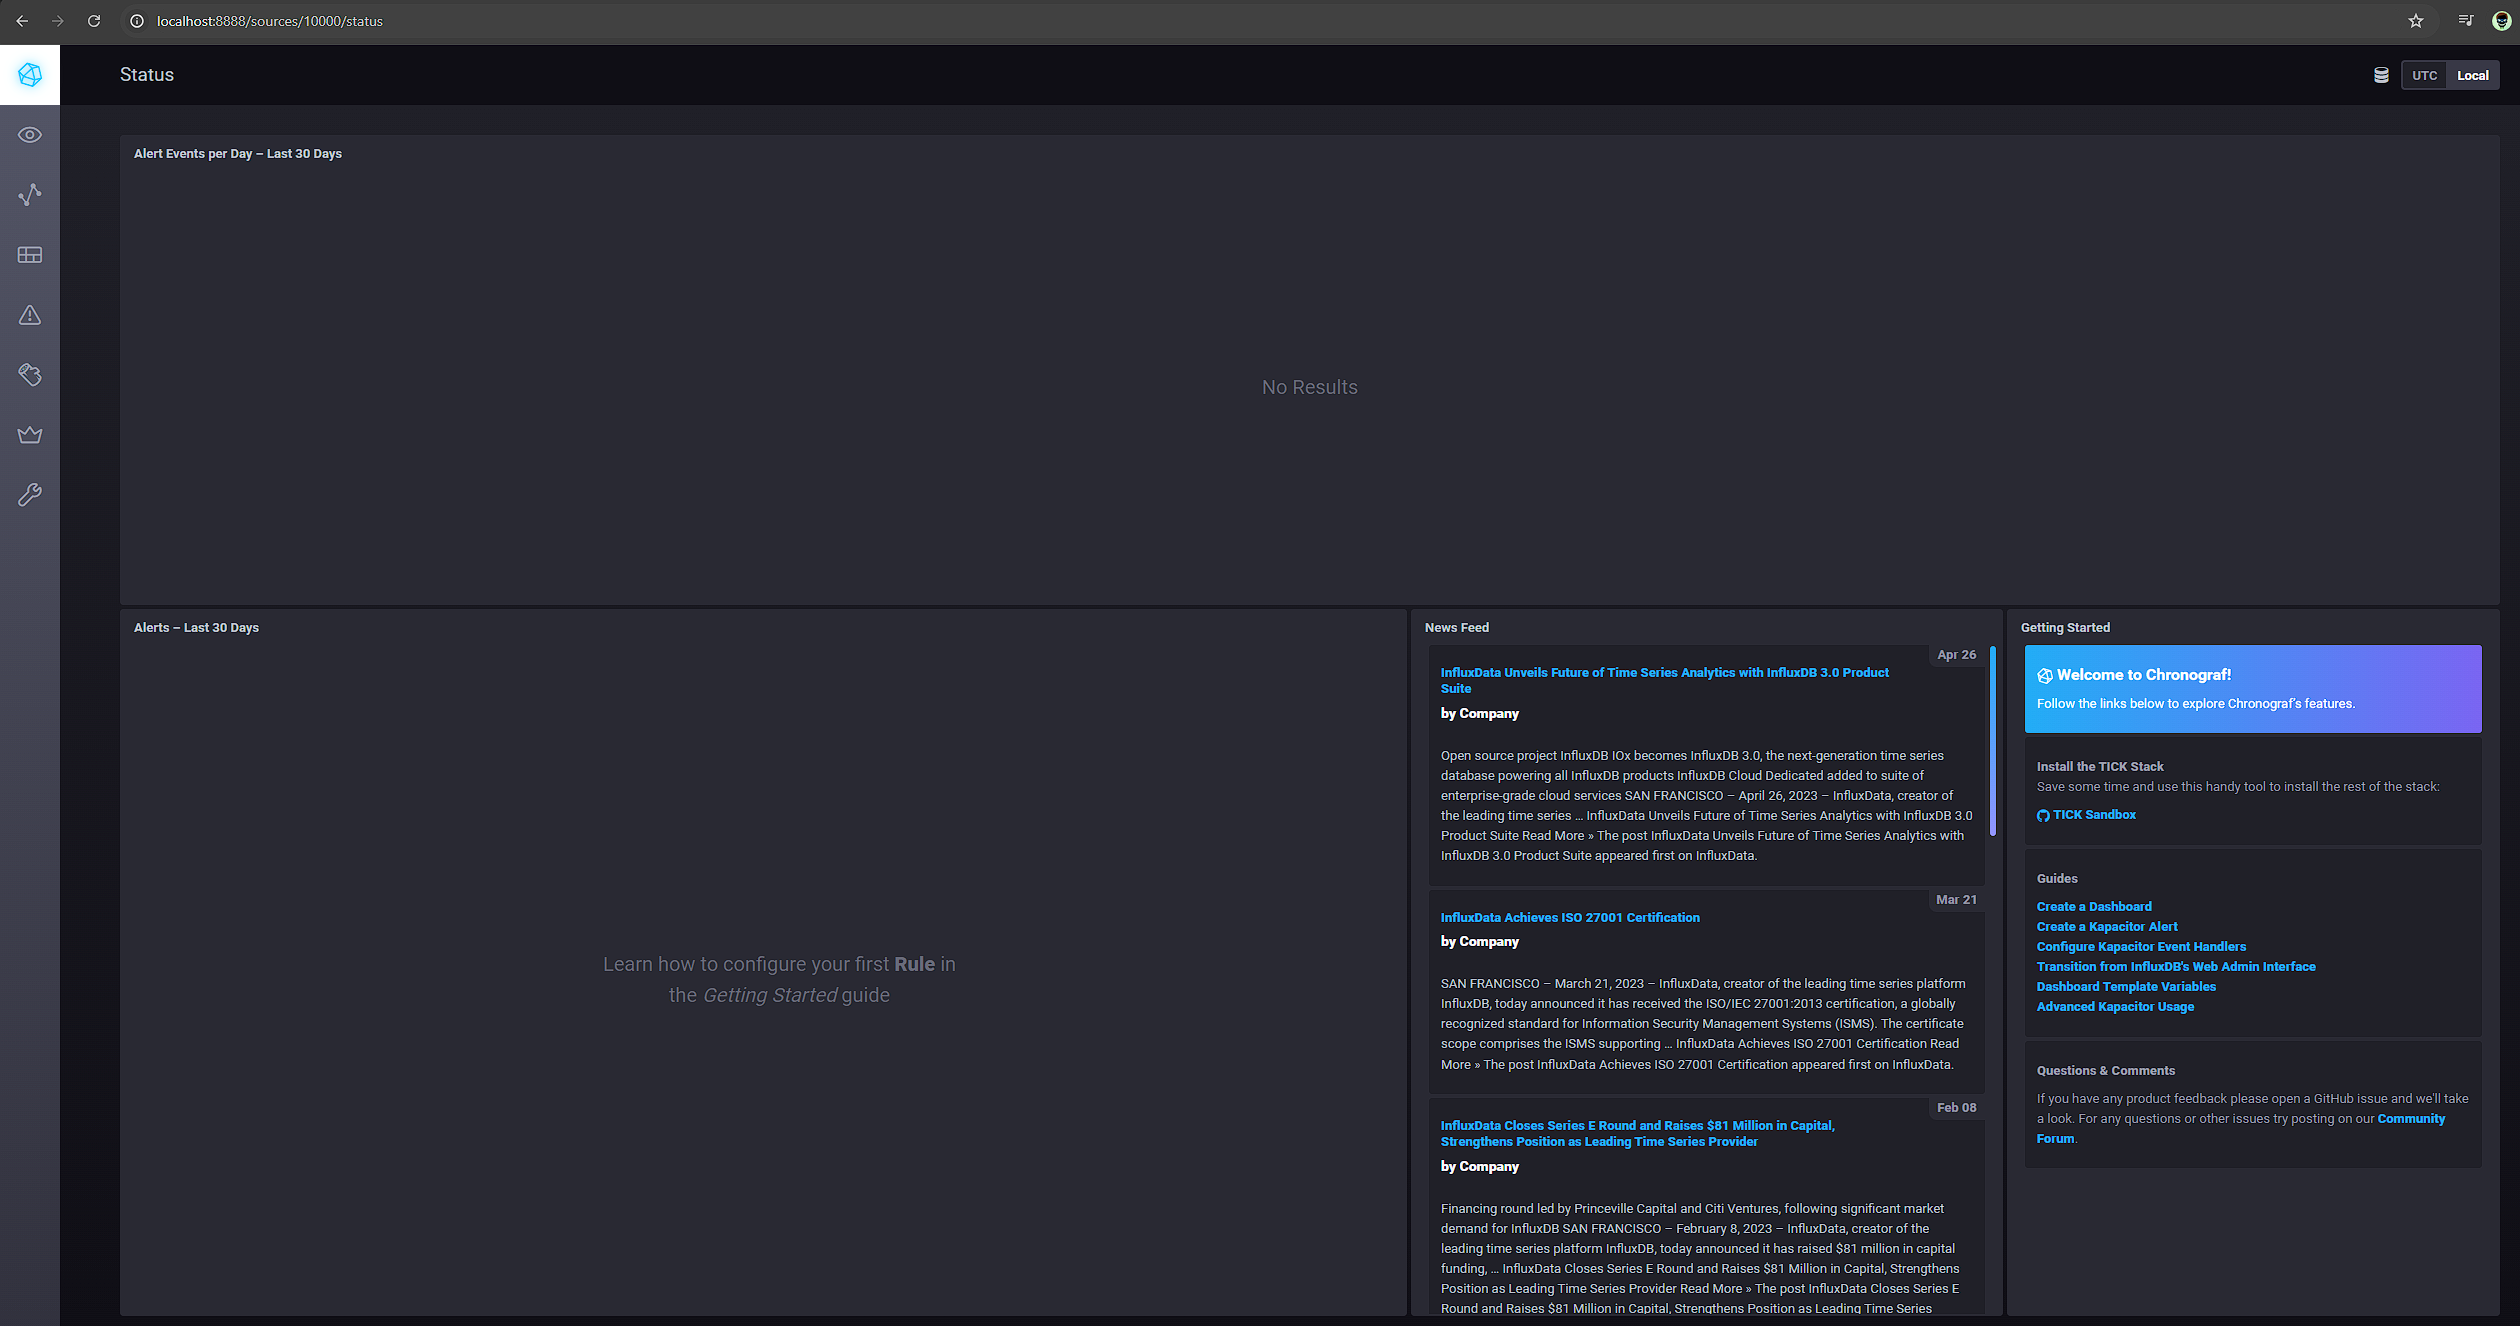 localhost:8888/sources/10000/status
Status
UTC
Local
Alert Events per Day – Last 30 Days
No Results
Alerts – Last 30 Days
Learn how to configure your first Rule in
the Getting Started guide
News Feed
Apr 26
InfluxData Unveils Future of Time Series Analytics with InfluxDB 3.0 Product
Suite
by Company
Open source project InfluxDB IOx becomes InfluxDB 3.0, the next-generation time series
database powering all InfluxDB products InfluxDB Cloud Dedicated added to suite of
enterprise-grade cloud services SAN FRANCISCO – April 26, 2023 – InfluxData, creator of
the leading time series ... InfluxData Unveils Future of Time Series Analytics with InfluxDB 3.0
Product Suite Read More » The post InfluxData Unveils Future of Time Series Analytics with
InfluxDB 3.0 Product Suite appeared first on InfluxData.
Mar 21
InfluxData Achieves ISO 27001 Certification
by Company
SAN FRANCISCO – March 21, 2023 – InfluxData, creator of the leading time series platform
InfluxDB, today announced it has received the ISO/IEC 27001:2013 certification, a globally
recognized standard for Information Security Management Systems (ISMS). The certificate
scope comprises the ISMS supporting ... InfluxData Achieves ISO 27001 Certification Read
More » The post InfluxData Achieves ISO 27001 Certification appeared first on InfluxData.
Feb 08
InfluxData Closes Series E Round and Raises $81 Million in Capital,
Strengthens Position as Leading Time Series Provider
by Company
Financing round led by Princeville Capital and Citi Ventures, following significant market
demand for InfluxDB SAN FRANCISCO – February 8, 2023 – InfluxData, creator of the
leading time series platform InfluxDB, today announced it has raised $81 million in capital
funding, ... InfluxData Closes Series E Round and Raises $81 Million in Capital, Strengthens
Position as Leading Time Series Provider Read More » The post InfluxData Closes Series E
Round and Raises $81 Million in Capital, Strengthens Position as Leading Time Series
Getting Started
Welcome to Chronograf!
Follow the links below to explore Chronograf's features.
Install the TICK Stack
Save some time and use this handy tool to install the rest of the stack:
TICK Sandbox
Guides
Create a Dashboard
Create a Kapacitor Alert
Configure Kapacitor Event Handlers
Transition from InfluxDB's Web Admin Interface
Dashboard Template Variables
Advanced Kapacitor Usage
Questions & Comments
If you have any product feedback please open a GitHub issue and we'll take
a look. For any questions or other issues try posting on our Community
Forum.